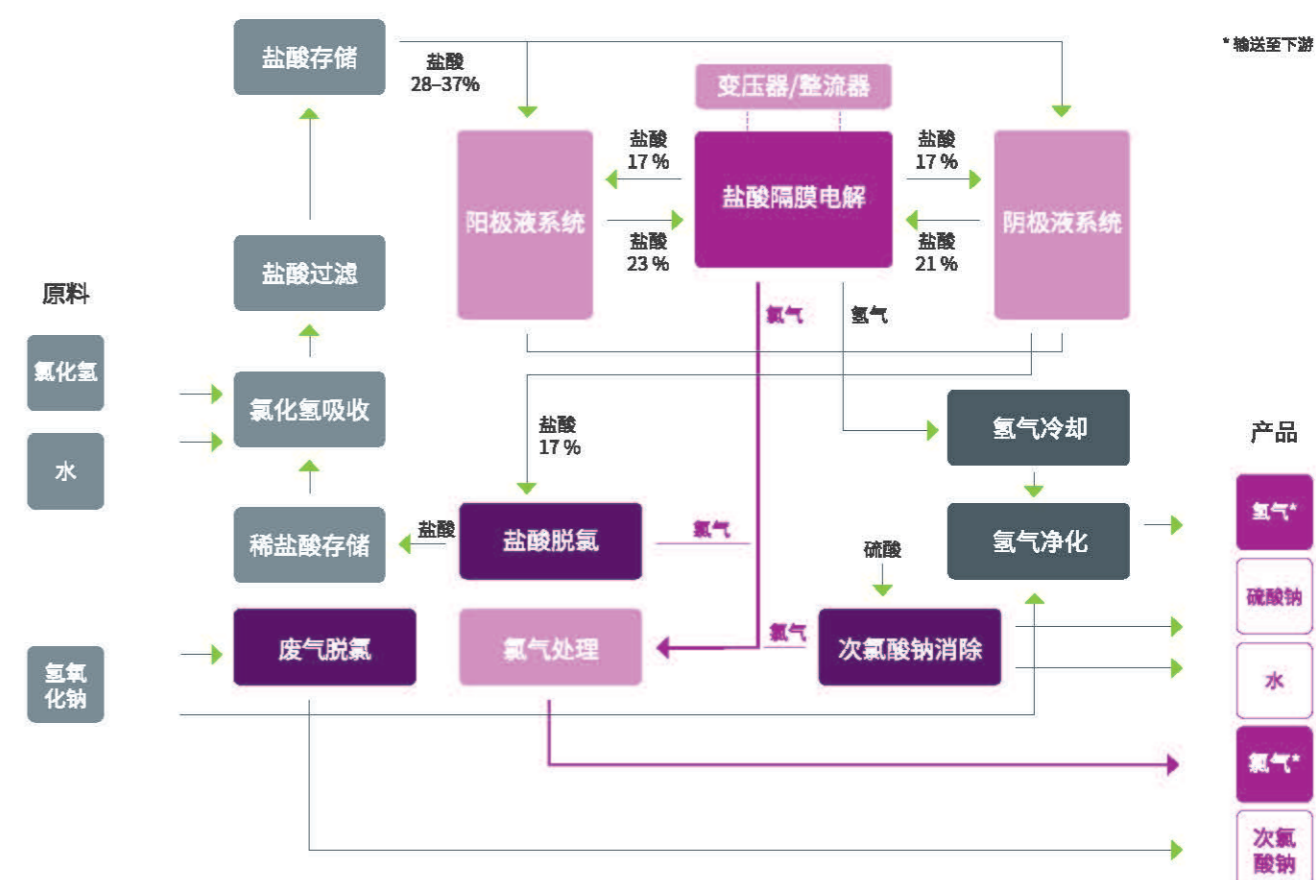 盐酸存储
盐酸
28–37%
* 输送至下游
变压器/整流器
盐酸
17 %
盐酸
17 %
盐酸隔膜电解
阳极液系统
阴极液系统
盐酸
23 %
盐酸
21 %
盐酸过滤
原料
氯气
氢气
氯化氢
氯化氢吸收
盐酸
17 %
氢气冷却
产品
水
氢气*
稀盐酸存储
盐酸
盐酸脱氯
氯气
硫酸
氢气净化
硫酸钠
氢氧
化钠
废气脱氯
氯气处理
氯气
次氯酸钠消除
水
氯气*
次氯
酸钠